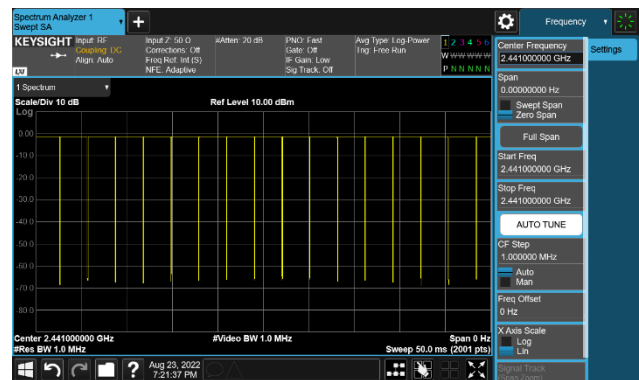 Spectrum Analyzer 1
Swept SA
Frequency
KEYSIGHT
Input: RF
Coupling: DC
Align: Auto
Input Z: 50 Ω
Corrections: Off
Freq Ref: Int (S)
NFE: Adaptive
#Atten: 20 dB
PNO: Fast
Gate: Off
IF Gain: Low
Sig Track: Off
Avg Type: Log-Power
Trig: Free Run
1 2 3 4 5 6
W W W W W W
P N N N N N
LXI
1 Spectrum
Scale/Div 10 dB
Ref Level 10.00 dBm
Log
0.00
-10.0
-20.0
-30.0
-40.0
-50.0
-60.0
-70.0
-80.0
Center 2.441000000 GHz
#Video BW 1.0 MHz
Span 0 Hz
#Res BW 1.0 MHz
Sweep 50.0 ms (2001 pts)
Aug 23, 2022
7:21:37 PM
Center Frequency
2.441000000 GHz
Settings
Span
0.00000000 Hz
Swept Span
Zero Span
Full Span
Start Freq
2.441000000 GHz
Stop Freq
2.441000000 GHz
AUTO TUNE
CF Step
1.000000 MHz
Auto
Man
Freq Offset
0 Hz
X Axis Scale
Log
Lin
Signal Track
(Span Zoom)